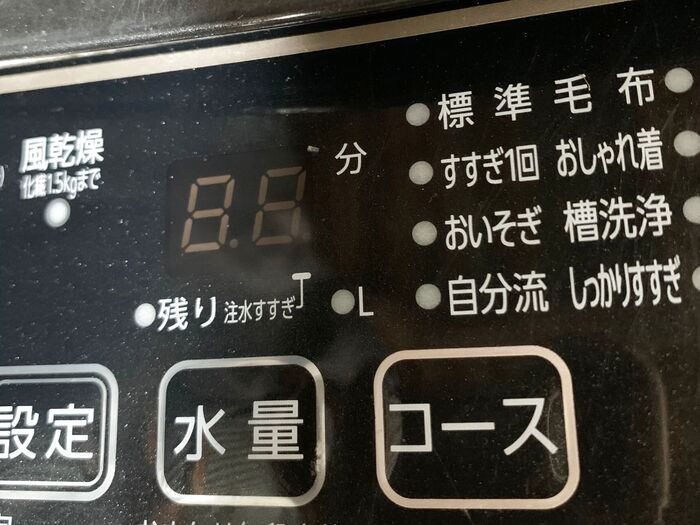 風乾燥
化繊1.5kgまで
8.8
分
残り 注水すすぎ
L
標準 毛布
すすぎ1回 おしゃれ着
おいそぎ 槽洗浄
自分流 しっかりすすぎ
設定
水量
コース